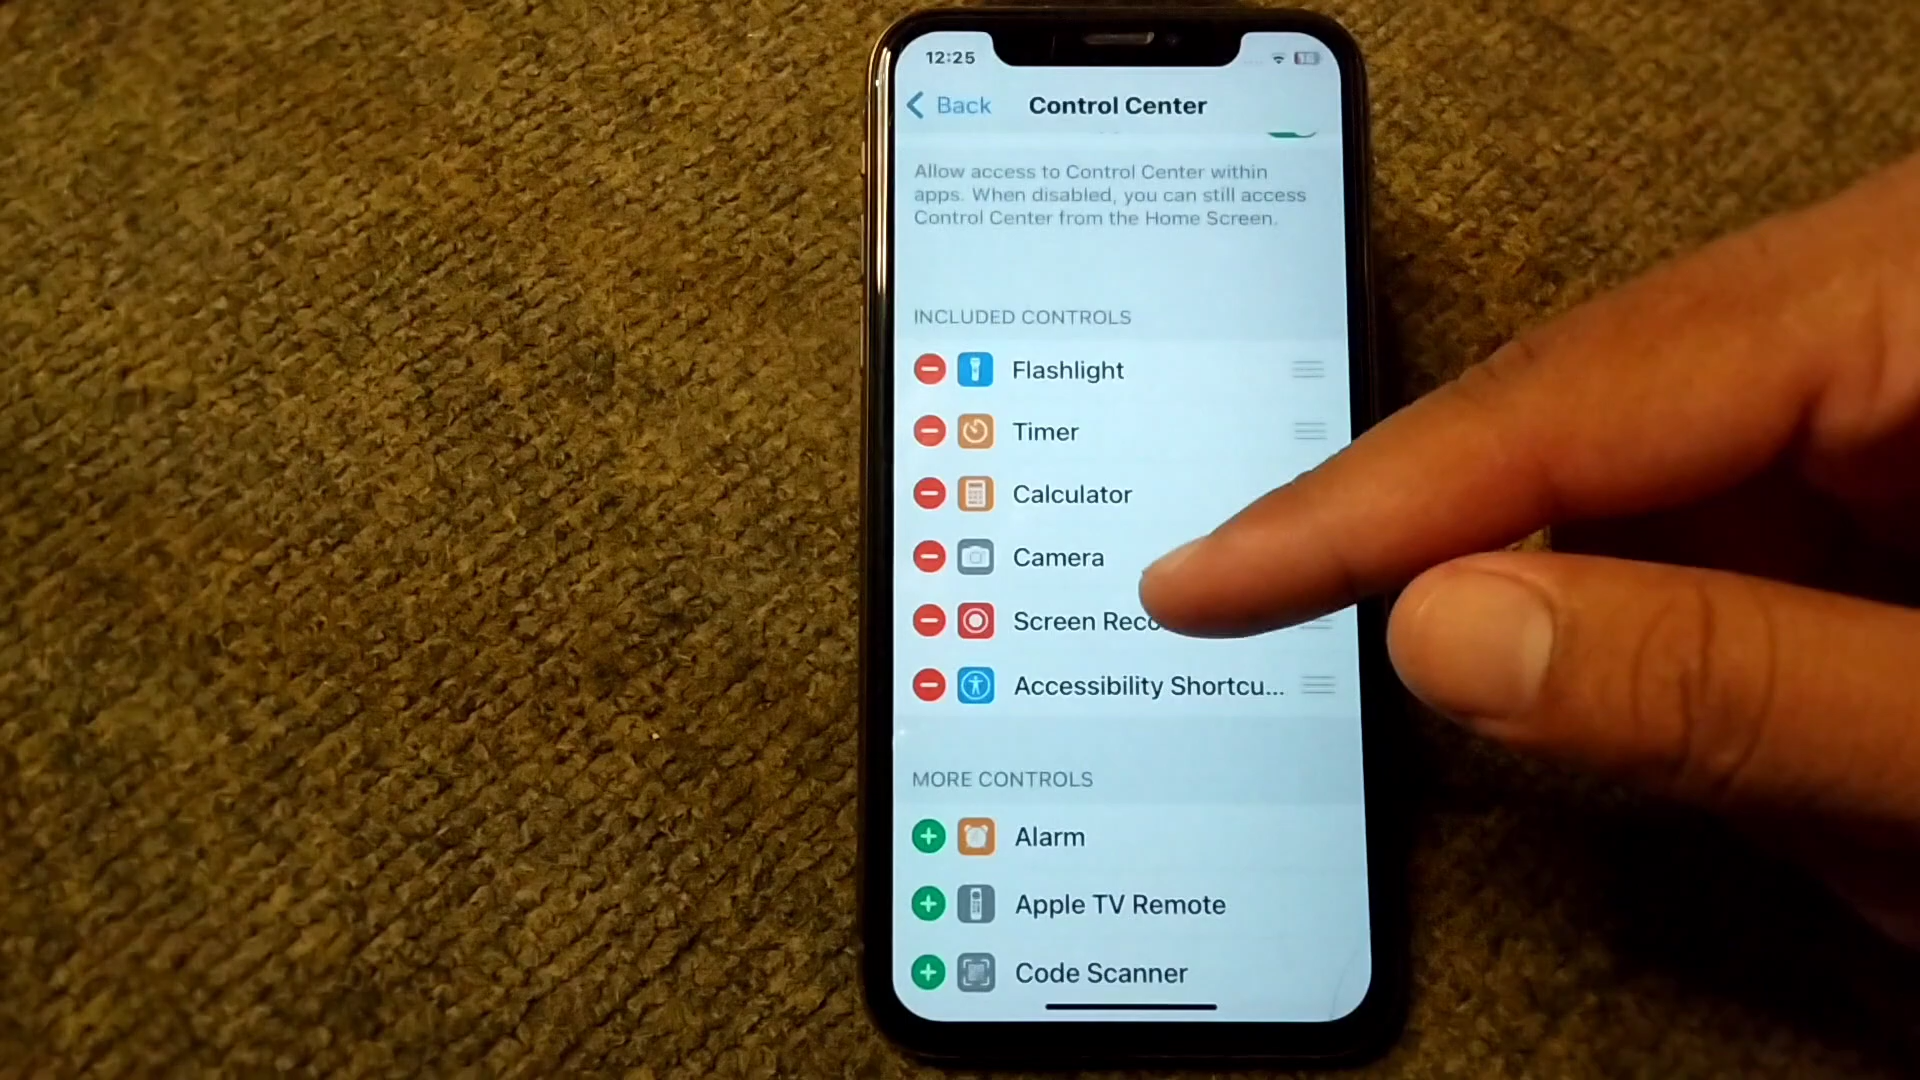 12:25
Back Control Center
Allow access to Control Center within
apps. When disabled, you can still access
Control Center from the Home Screen.
INCLUDED CONTROLS
Flashlight
Timer
Calculator
Camera
Screen Reco
Accessibility Shortcu...
MORE CONTROLS
Alarm
Apple TV Remote
Code Scanner